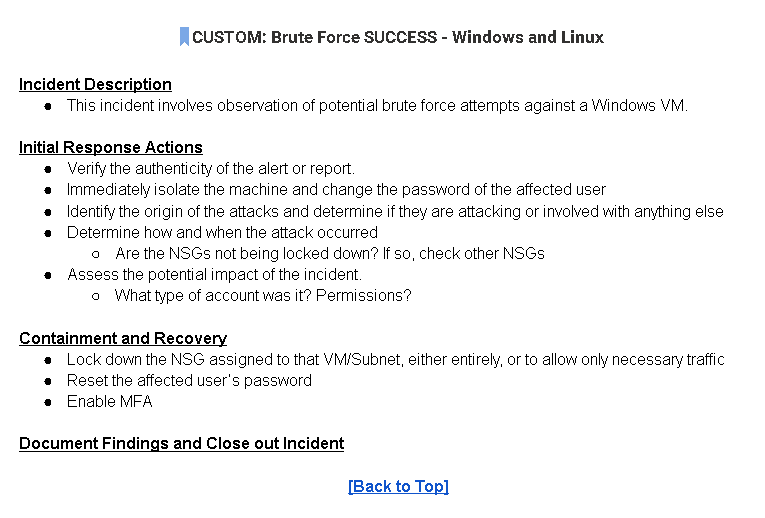 CUSTOM: Brute Force SUCCESS - Windows and Linux
Incident Description
● This incident involves observation of potential brute force attempts against a Windows VM.
Initial Response Actions
● Verify the authenticity of the alert or report.
● Immediately isolate the machine and change the password of the affected user
● Identify the origin of the attacks and determine if they are attacking or involved with anything else
● Determine how and when the attack occurred
○ Are the NSGs not being locked down? If so, check other NSGs
● Assess the potential impact of the incident.
○ What type of account was it? Permissions?
Containment and Recovery
● Lock down the NSG assigned to that VM/Subnet, either entirely, or to allow only necessary traffic
● Reset the affected user's password
● Enable MFA
Document Findings and Close out Incident
[Back to Top]